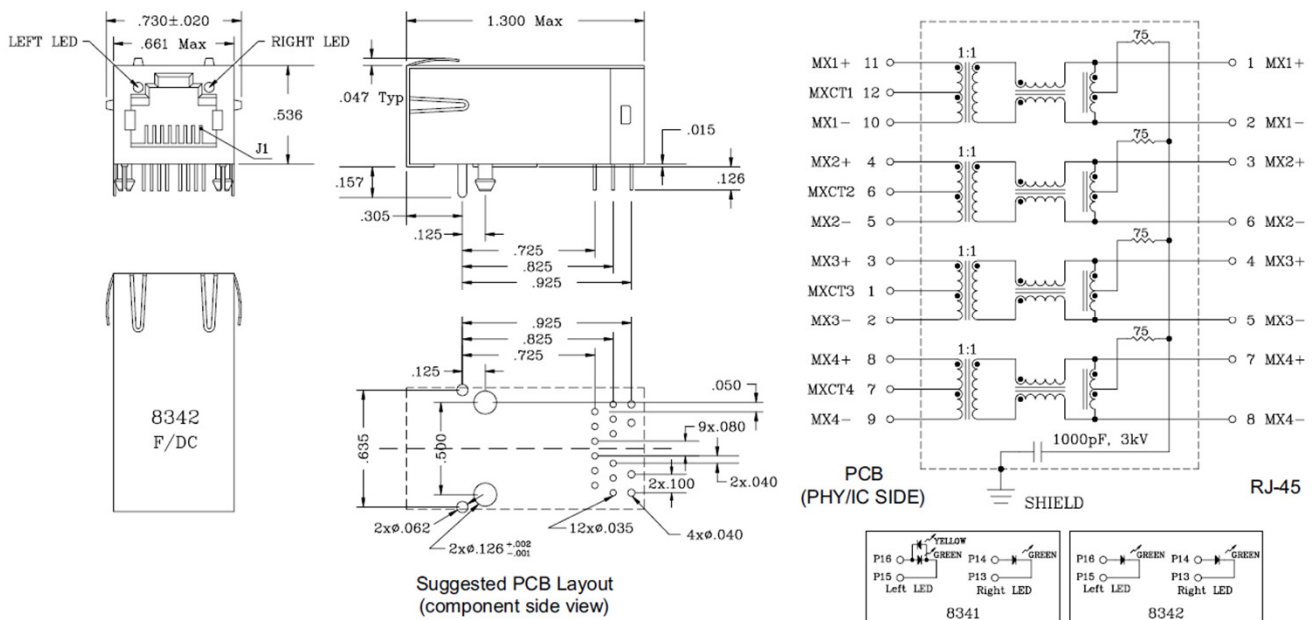 .730±.020
.661 Max
LEFT LED
RIGHT LED
.536
J1
1.300 Max
.047 Typ
.015
.126
.157
.305
.125
.725
.825
.925
8342
F/DC
.925
.825
.725
.125
.050
9x.080
2x.040
2x.100
.635
.500
2xø.062
2xø.126 +.002 -.001
12xø.035
4xø.040
Suggested PCB Layout
(component side view)
75
1:1
MX1+ 11
MXCT1 12
MX1- 10
1 MX1+
2 MX1-
75
1:1
MX2+ 4
MXCT2 6
MX2- 5
3 MX2+
6 MX2-
75
1:1
MX3+ 3
MXCT3 1
MX3- 2
4 MX3+
5 MX3-
75
1:1
MX4+ 8
MXCT4 7
MX4- 9
7 MX4+
8 MX4-
1000pF, 3kV
PCB
(PHY/IC SIDE)
SHIELD
RJ-45
YELLOW
GREEN
P16
P15
Left LED
GREEN
P14
P13
Right LED
8341
GREEN
P16
P15
Left LED
GREEN
P14
P13
Right LED
8342